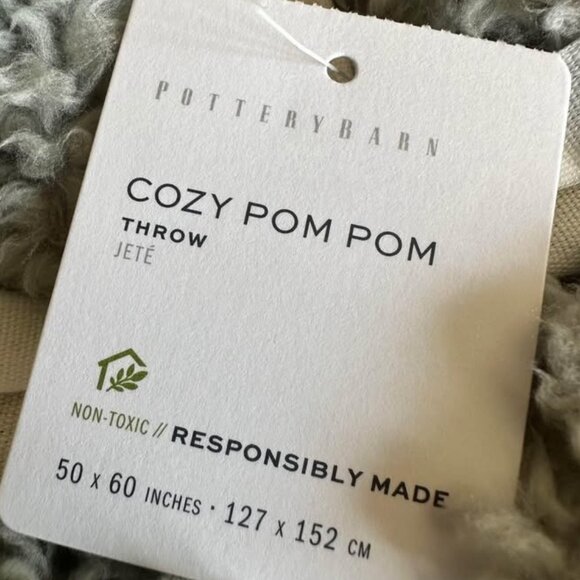 POTTERYBARN
COZY POM POM
THROW
JETÉ
NON-TOXIC // RESPONSIBLY MADE
50 x 60 INCHES · 127 x 152 CM